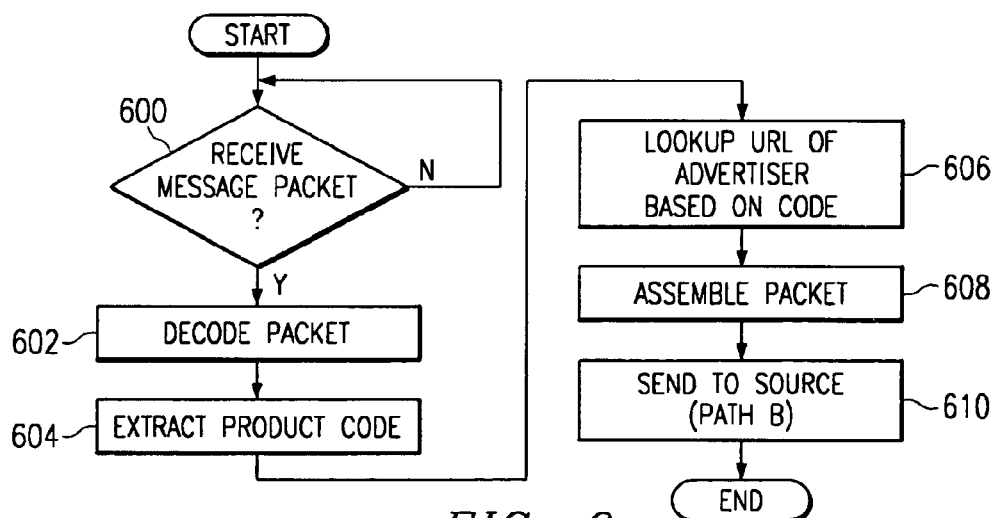 START
600
RECEIVE
MESSAGE PACKET
?
N
Y
602
DECODE PACKET
604
EXTRACT PRODUCT CODE
LOOKUP URL OF
ADVERTISER
BASED ON CODE
606
ASSEMBLE PACKET
608
SEND TO SOURCE
(PATH B)
610
END